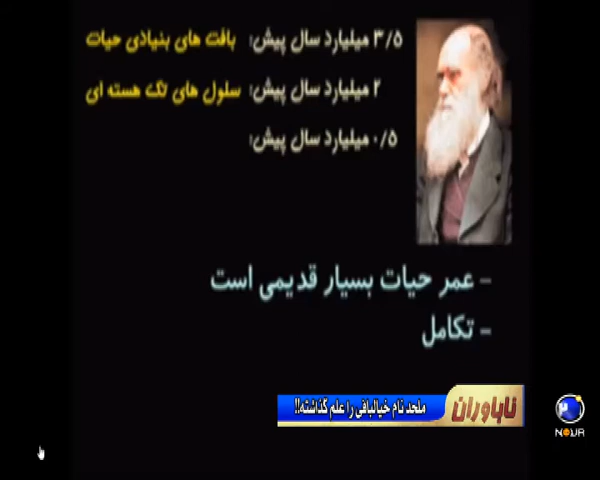 ۳/۵ میلیارد سال پیش: بافت های بنیادی حیات
۲ میلیارد سال پیش: سلول های تک هسته ای
۰/۵ میلیارد سال پیش:
- عمر حیات بسیار قدیمی است
- تکامل
ناباوران
ملحد نام خیالبافی را علم گذاشته!!
NOUR